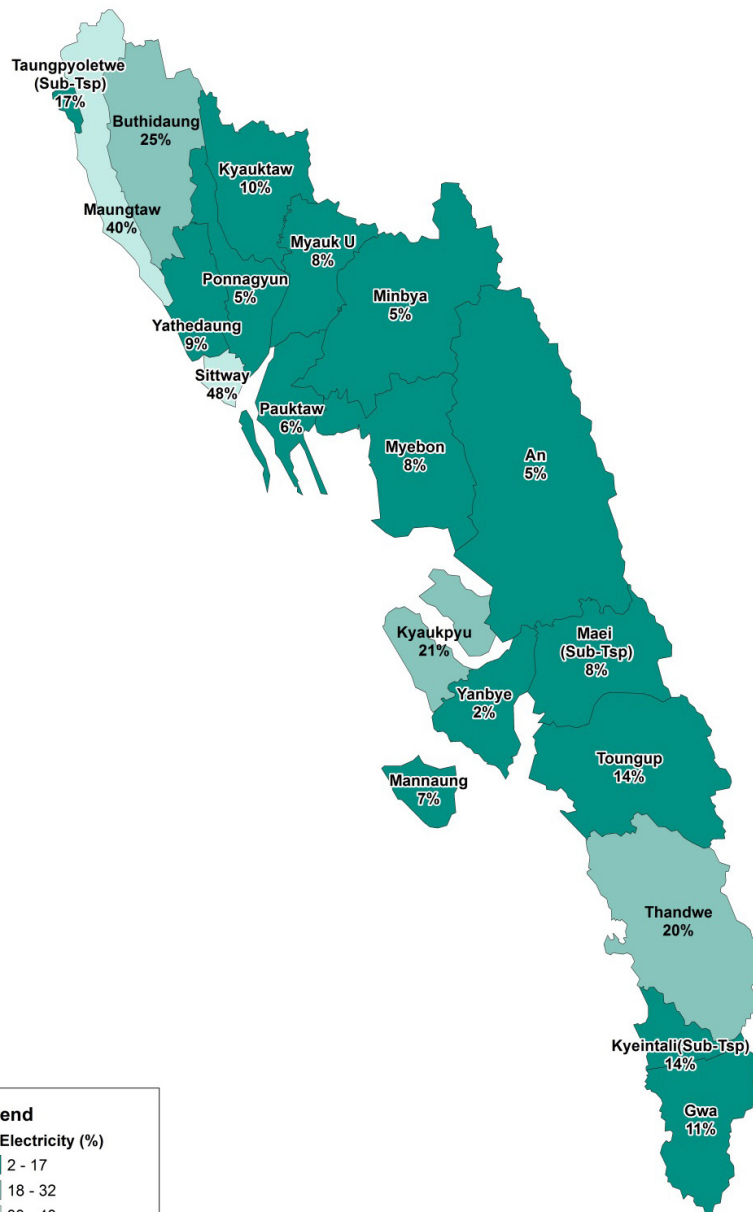 Taungpyoletwe
(Sub-Tsp)
17%
Buthidaung
25%
Kyauktaw
10%
Maungtaw
40%
Myauk U
8%
Ponnagyun
5%
Minbya
5%
Yathedaung
9%
Sittway
48%
Pauktaw
6%
Myebon
8%
An
5%
Kyaukpyu
21%
Maei
(Sub-Tsp)
8%
Yanbye
2%
Toungup
14%
Mannaung
7%
Thandwe
20%
Kyeintali(Sub-Tsp)
14%
Gwa
11%
end
Electricity (%)
2 - 17
18 - 32